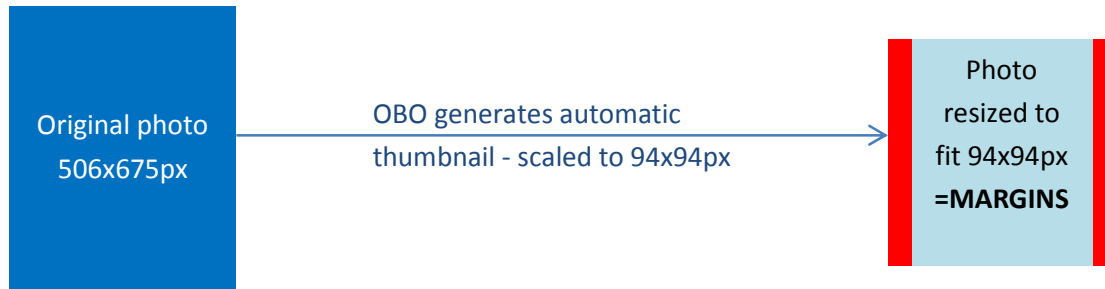 Original photo
506x675px
OBO generates automatic
thumbnail - scaled to 94x94px
Photo
resized to
fit 94x94px
=MARGINS